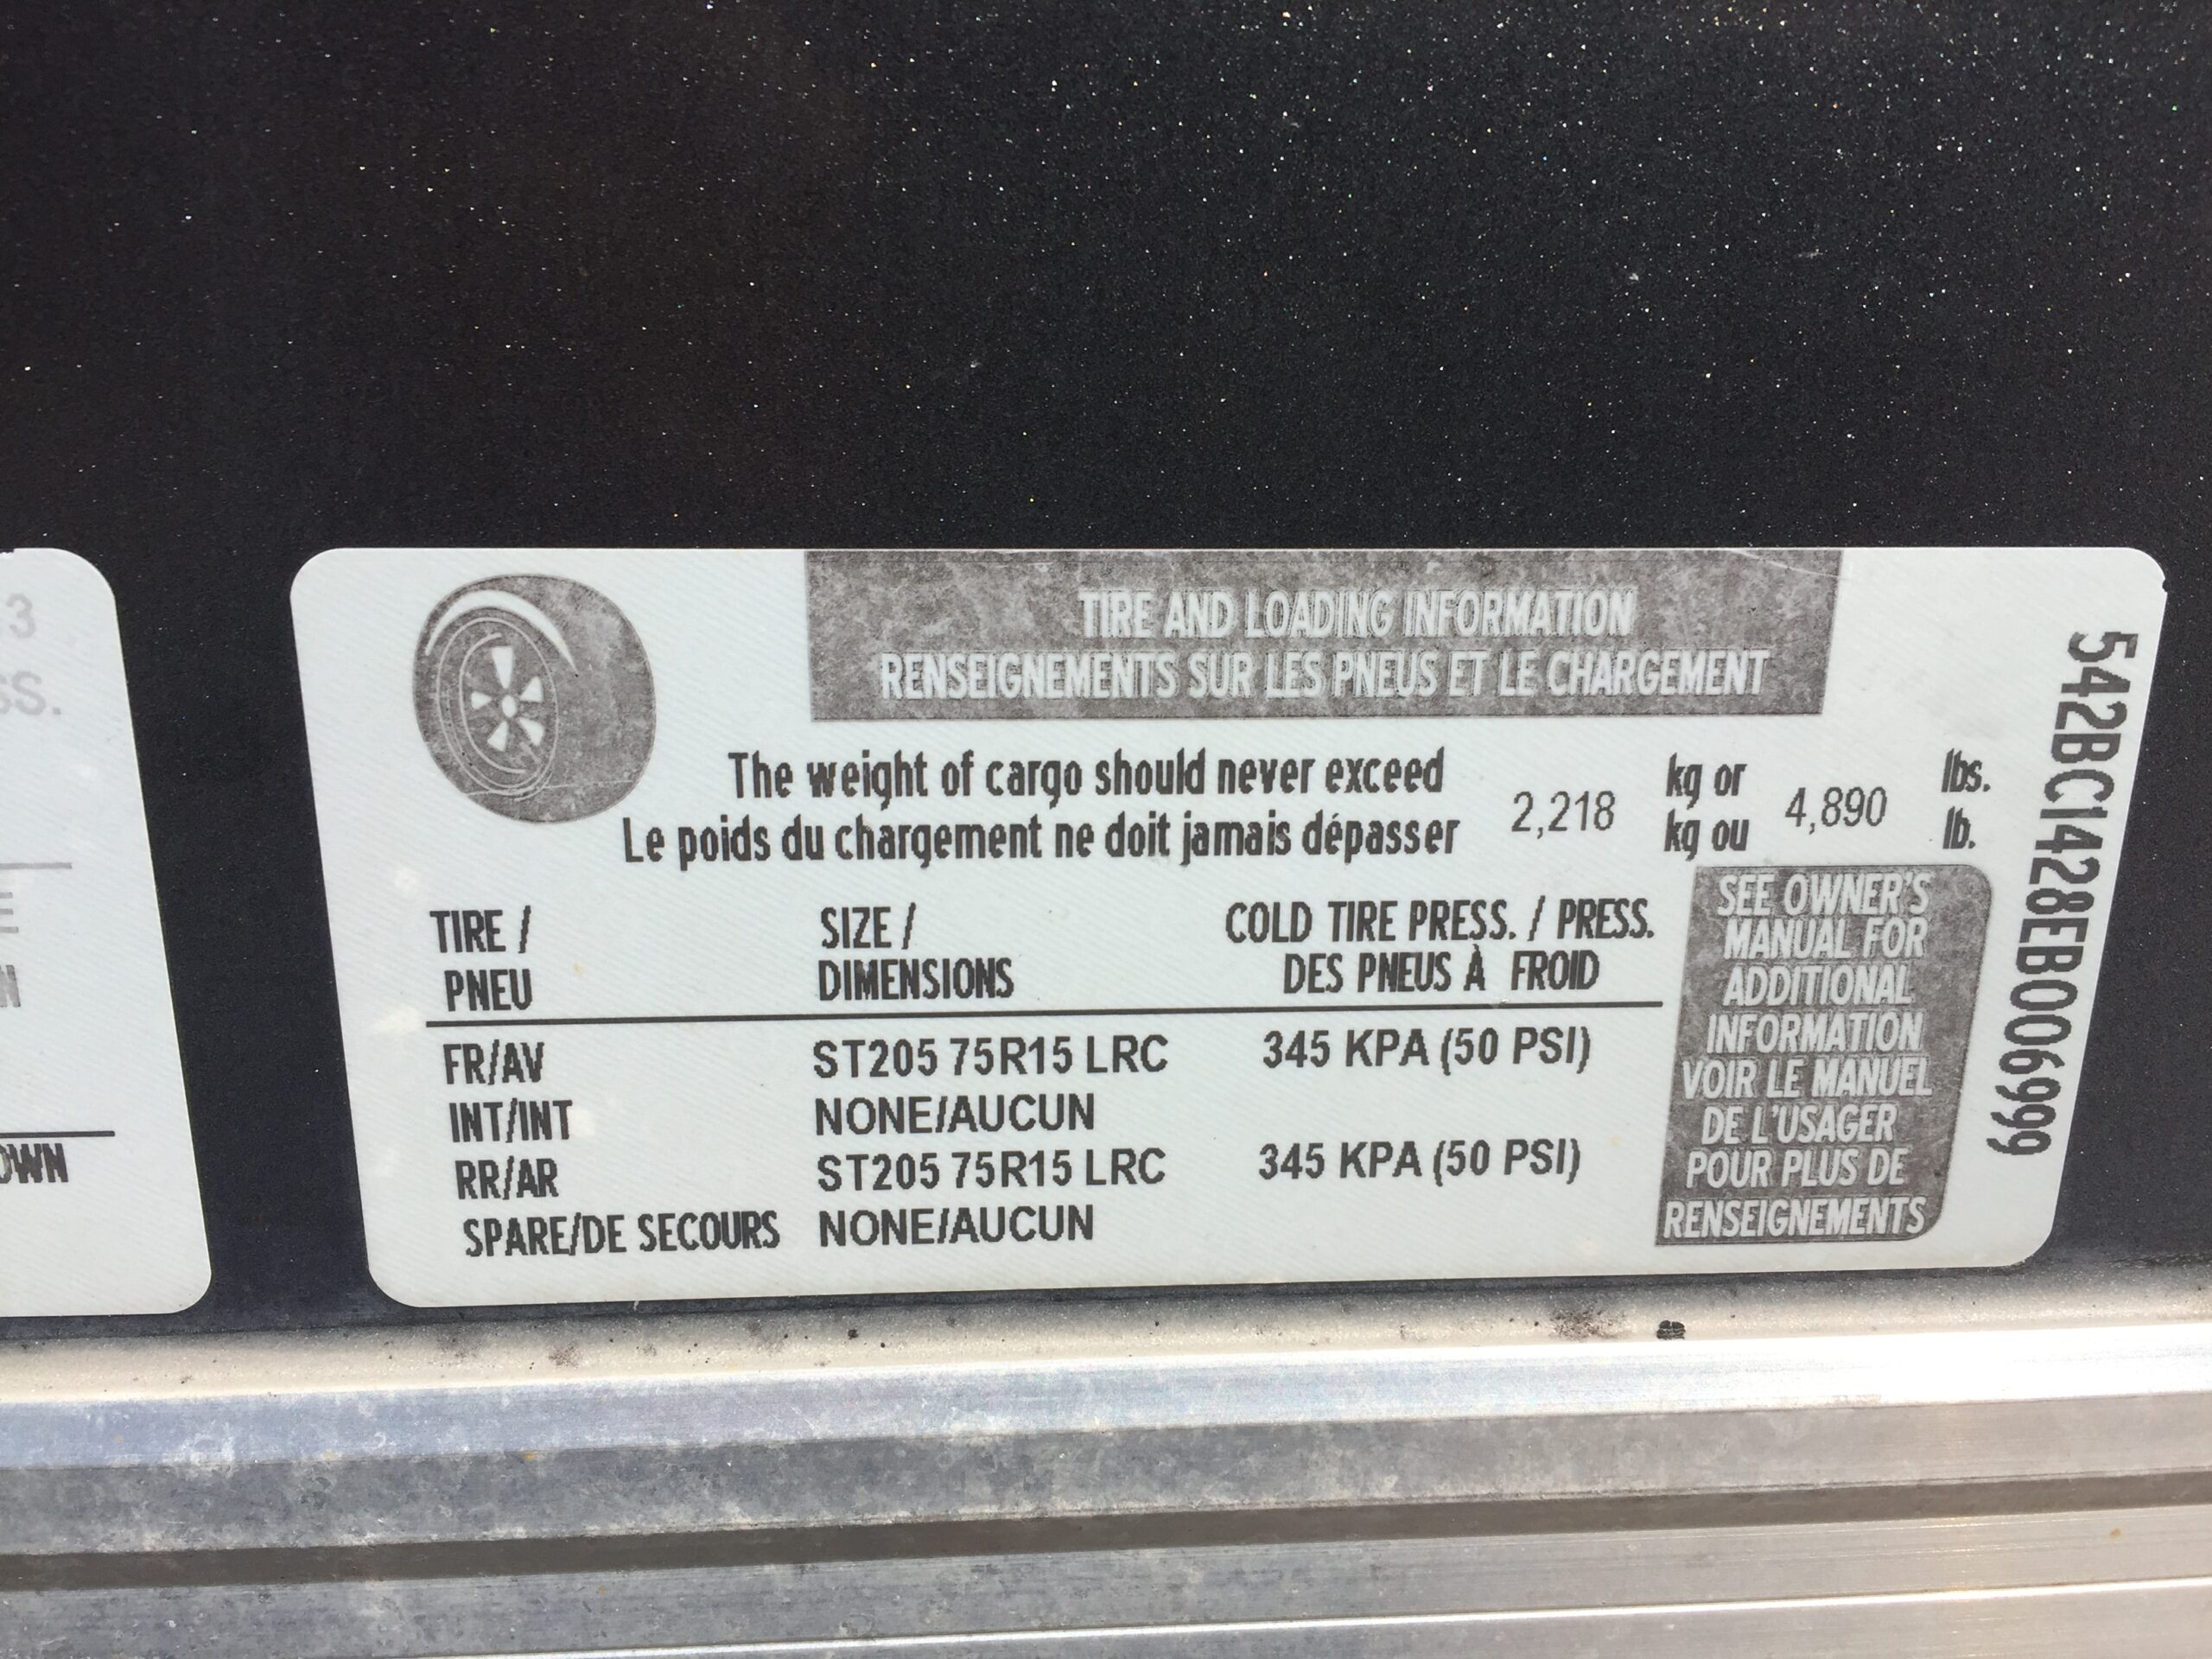 3
SS.
E
N
OWN
TIRE AND LOADING INFORMATION
RENSEIGNEMENTS SUR LES PNEUS ET LE CHARGEMENT
The weight of cargo should never exceed
Le poids du chargement ne doit jamais dépasser
2,218
kg or
kg ou
4,890
lbs.
lb.
TIRE / SIZE / COLD TIRE PRESS. / PRESS.
PNEU DIMENSIONS DES PNEUS À FROID
FR/AV ST205 75R15 LRC 345 KPA (50 PSI)
INT/INT NONE/AUCUN
RR/AR ST205 75R15 LRC 345 KPA (50 PSI)
SPARE/DE SECOURS NONE/AUCUN
SEE OWNER'S
MANUAL FOR
ADDITIONAL
INFORMATION
VOIR LE MANUEL
DE L'USAGER
POUR PLUS DE
RENSEIGNEMENTS
542BC1428EB006999